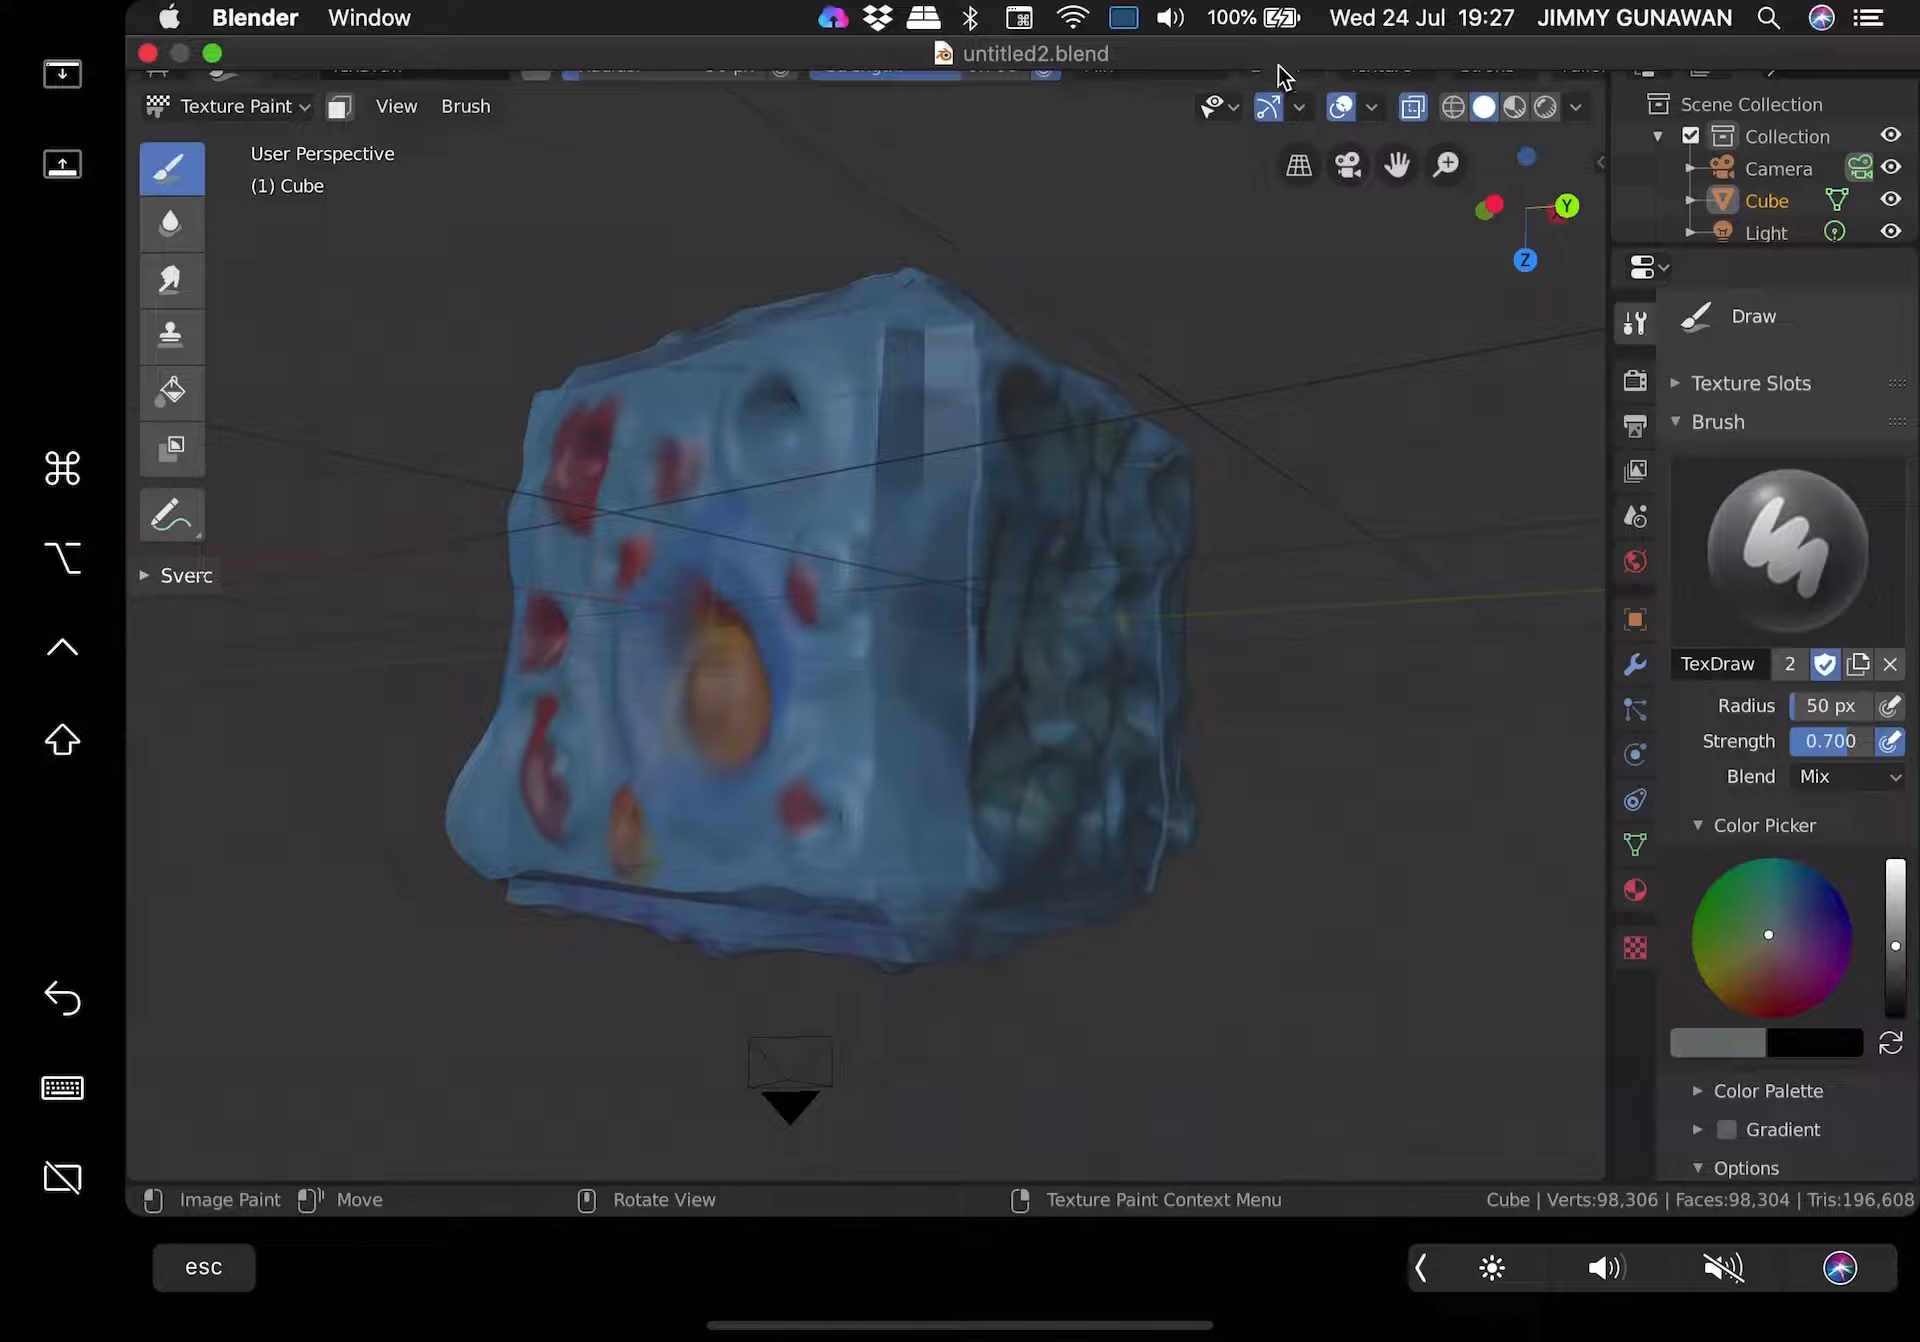 Blender Window 100% Wed 24 Jul 19:27 JIMMY GUNAWAN
untitled2.blend
Texture Paint View Brush
User Perspective
(1) Cube
Sverc
Scene Collection
Collection
Camera
Cube
Light
Y
Z
Draw
Texture Slots
Brush
TexDraw 2
Radius 50 px
Strength 0.700
Blend Mix
Color Picker
Color Palette
Gradient
Options
Image Paint Move Rotate View Texture Paint Context Menu Cube | Verts:98,306 | Faces:98,304 | Tris:196,608
esc